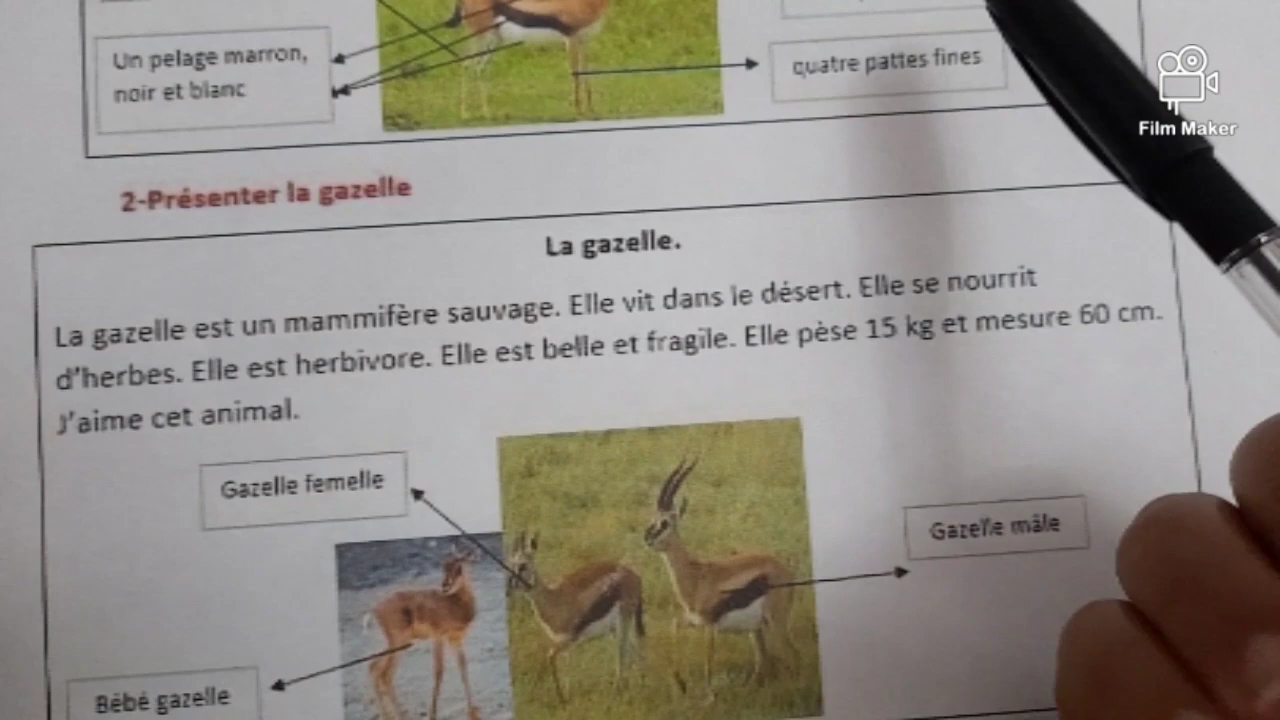 Un pelage marron,
noir et blanc
quatre pattes fines
Film Maker
2-Présenter la gazelle
La gazelle.
La gazelle est un mammifère sauvage. Elle vit dans le désert. Elle se nourrit
d'herbes. Elle est herbivore. Elle est belle et fragile. Elle pèse 15 kg et mesure 60 cm.
J'aime cet animal.
Gazelle femelle
Gazelle mâle
Bébé gazelle